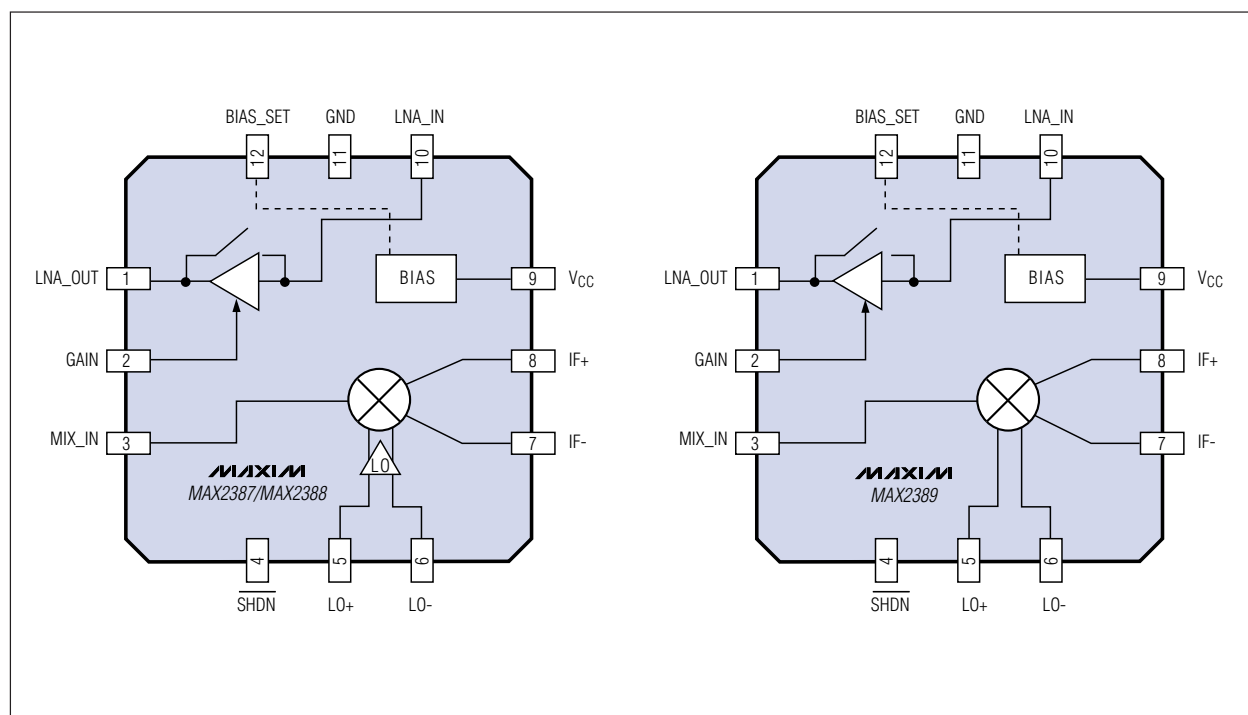 BIAS_SET GND LNA_IN
12 11 10
LNA_OUT 1
BIAS
9 VCC
GAIN 2
8 IF+
MIX_IN 3
7 IF-
LO
MAXIM
MAX2387/MAX2388
4 5 6
SHDN LO+ LO-
BIAS_SET GND LNA_IN
12 11 10
LNA_OUT 1
BIAS
9 VCC
GAIN 2
8 IF+
MIX_IN 3
7 IF-
MAXIM
MAX2389
4 5 6
SHDN LO+ LO-